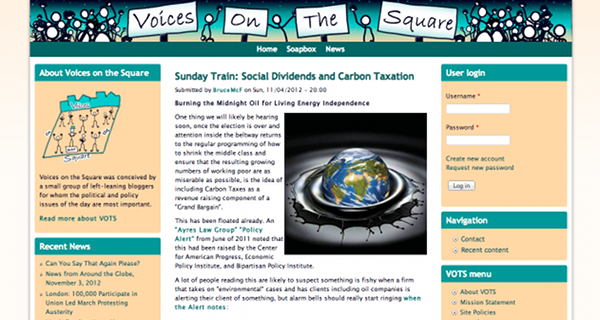 Voices On The Square
Home Soapbox News
About Voices on the Square
Voices
on the
Square
Voices on the Square was conceived by
a small group of left-leaning bloggers
for whom the political and policy
issues of the day are most important.
Read more about VOTS
Recent News
Can You Say That Again Please?
News from Around the Globe,
November 3, 2012
London: 100,000 Participate in
Union Led March Protesting
Austerity
Sunday Train: Social Dividends and Carbon Taxation
Submitted by BruceMcF on Sun, 11/04/2012 - 20:00
Burning the Midnight Oil for Living Energy Independence
One thing we will likely be hearing
soon, once the election is over and
attention inside the beltway returns
to the regular programming of how
to shrink the middle class and
ensure that the resulting growing
numbers of working poor are as
miserable as possible, is the idea of
including Carbon Taxes as a
revenue raising component of a
"Grand Bargain".
This has been floated already. An
"Ayres Law Group" "Policy
Alert" from June of 2011 noted that
this had been raised by the Center
for American Progress, Economic
Policy Institute, and Bipartisan Policy Institute.
A lot of people reading this are likely to suspect something is fishy when a firm
that takes on "environmental" cases and has clients including oil companies is
alerting their client of something, but alarm bells should really start ringing when
the Alert notes:
User login
Username *
Password *
Create new account
Request new password
Log in
Navigation
Contact
Recent content
VOTS menu
About VOTS
Mission Statement
Site Policies